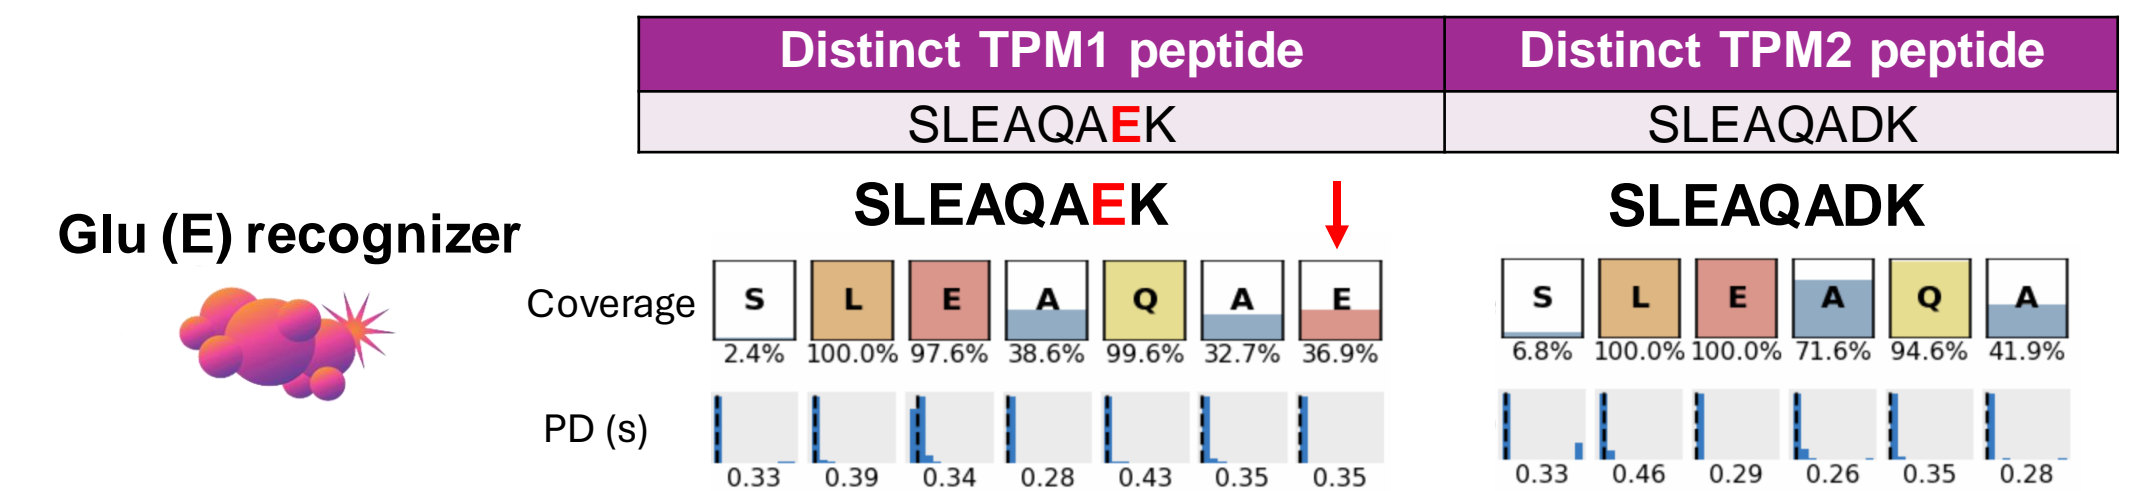 Distinct TPM1 peptide Distinct TPM2 peptide
SLEAQAEK SLEAQADK
SLEAQAEK SLEAQADK
Glu (E) recognizer
Coverage S L E A Q A E S L E A Q A
2.4% 100.0% 97.6% 38.6% 99.6% 32.7% 36.9% 6.8% 100.0% 100.0% 71.6% 94.6% 41.9%
PD (s)
0.33 0.39 0.34 0.28 0.43 0.35 0.35 0.33 0.46 0.29 0.26 0.35 0.28